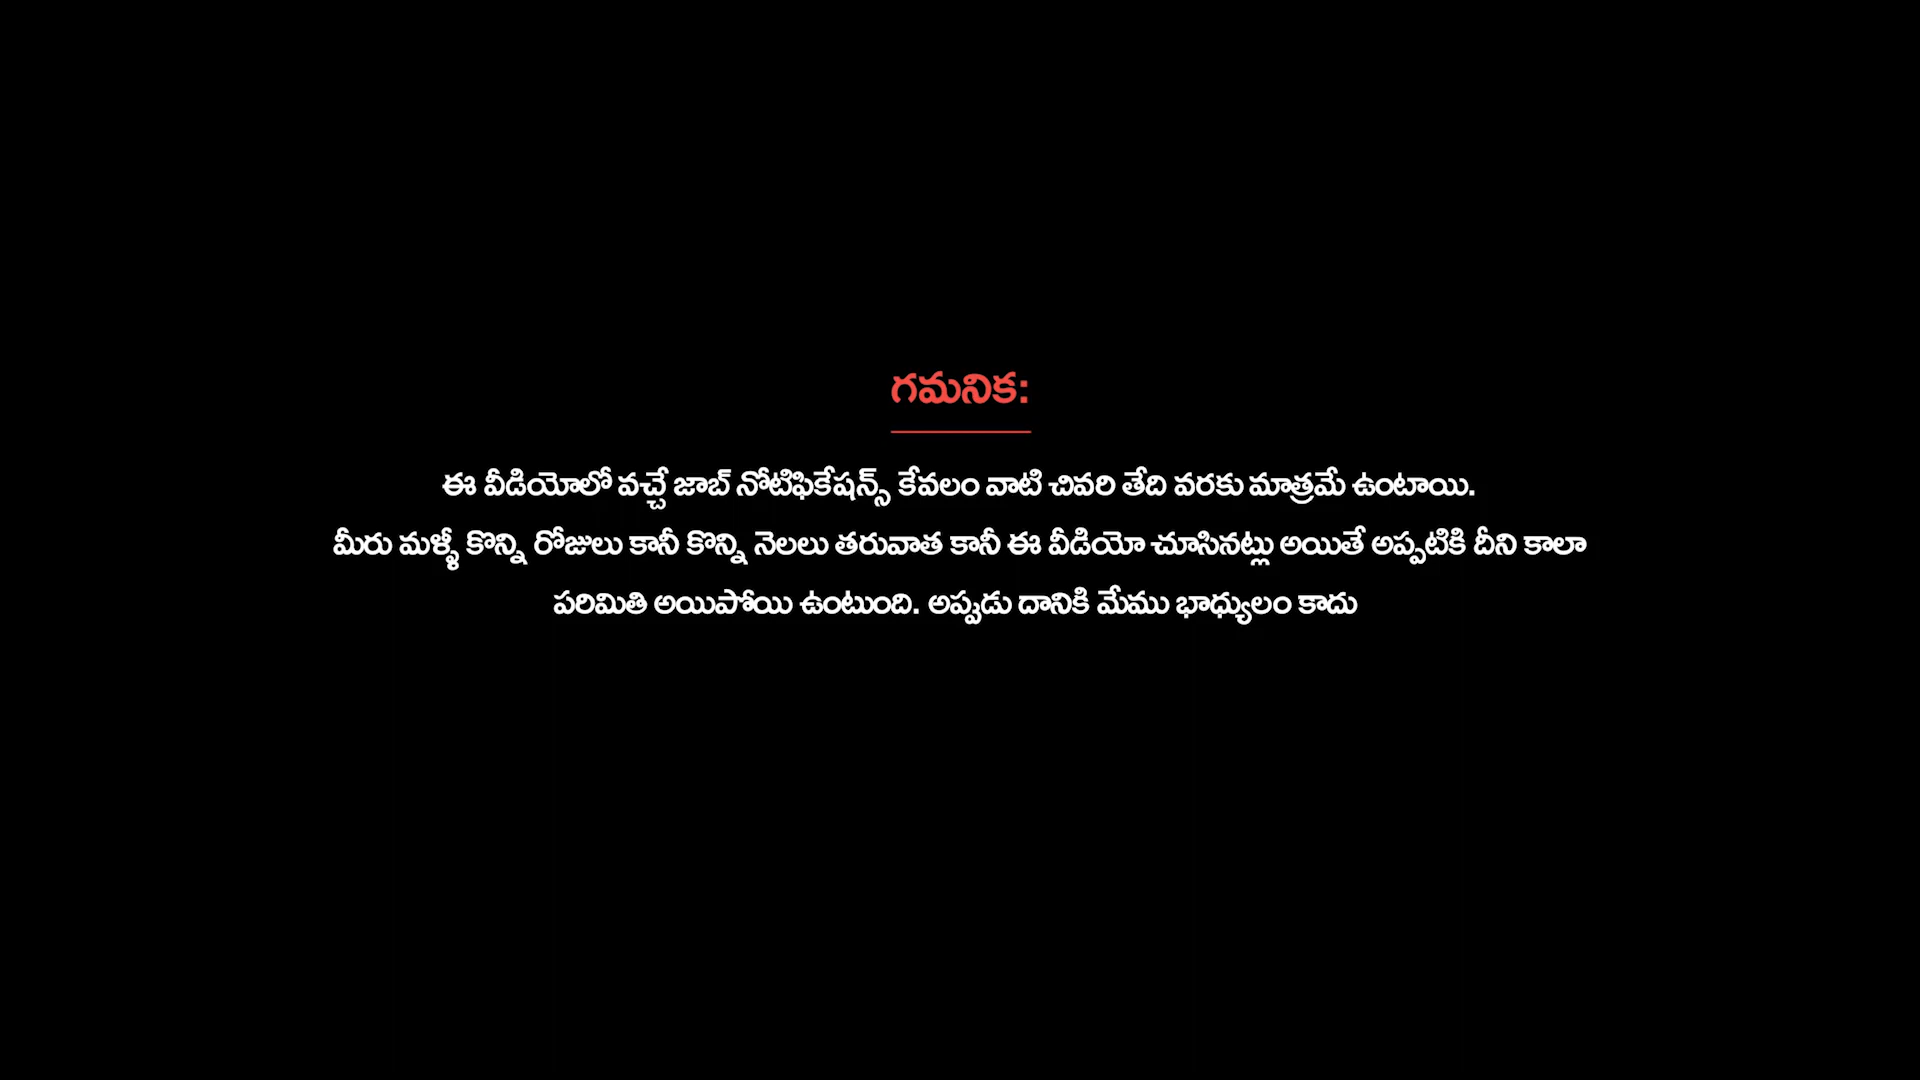 గమనిక:
ఈ వీడియోలో వచ్చే జాబ్ నోటిఫికేషన్స్ కేవలం వాటి చివరి తేది వరకు మాత్రమే ఉంటాయి.
మీరు మళ్ళీ కొన్ని రోజులు కానీ కొన్ని నెలలు తరువాత కానీ ఈ వీడియో చూసినట్లు అయితే అప్పటికి దీని కాలా
పరిమితి అయిపోయి ఉంటుంది. అప్పుడు దానికి మేము భాధ్యులం కాదు